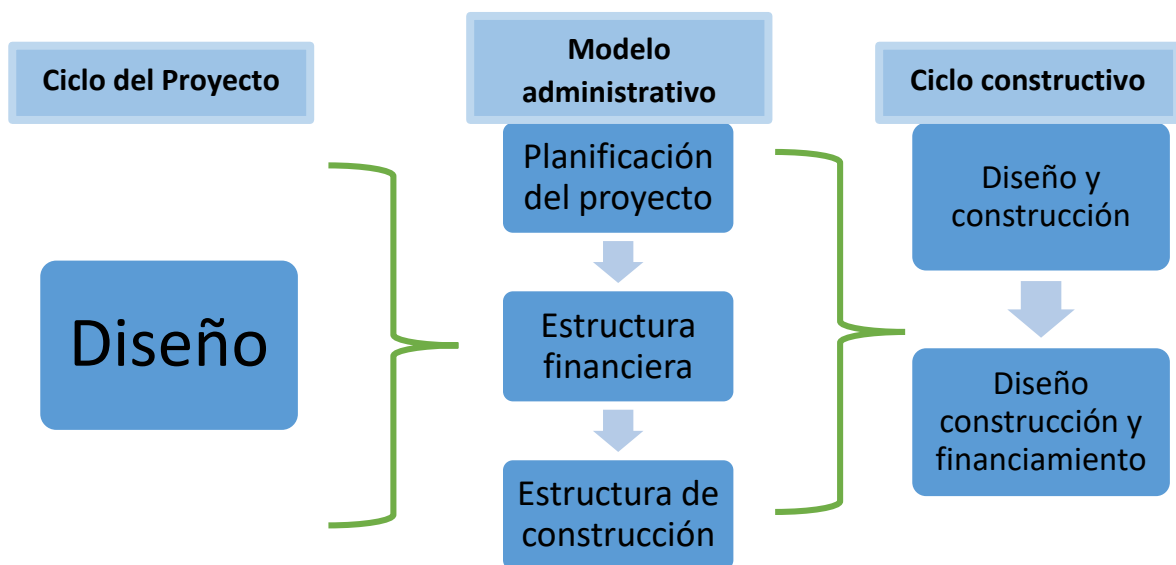 Ciclo del Proyecto
Diseño
Modelo
administrativo
Planificación
del proyecto
Estructura
financiera
Estructura de
construcción
Ciclo constructivo
Diseño y
construcción
Diseño
construcción y
financiamiento